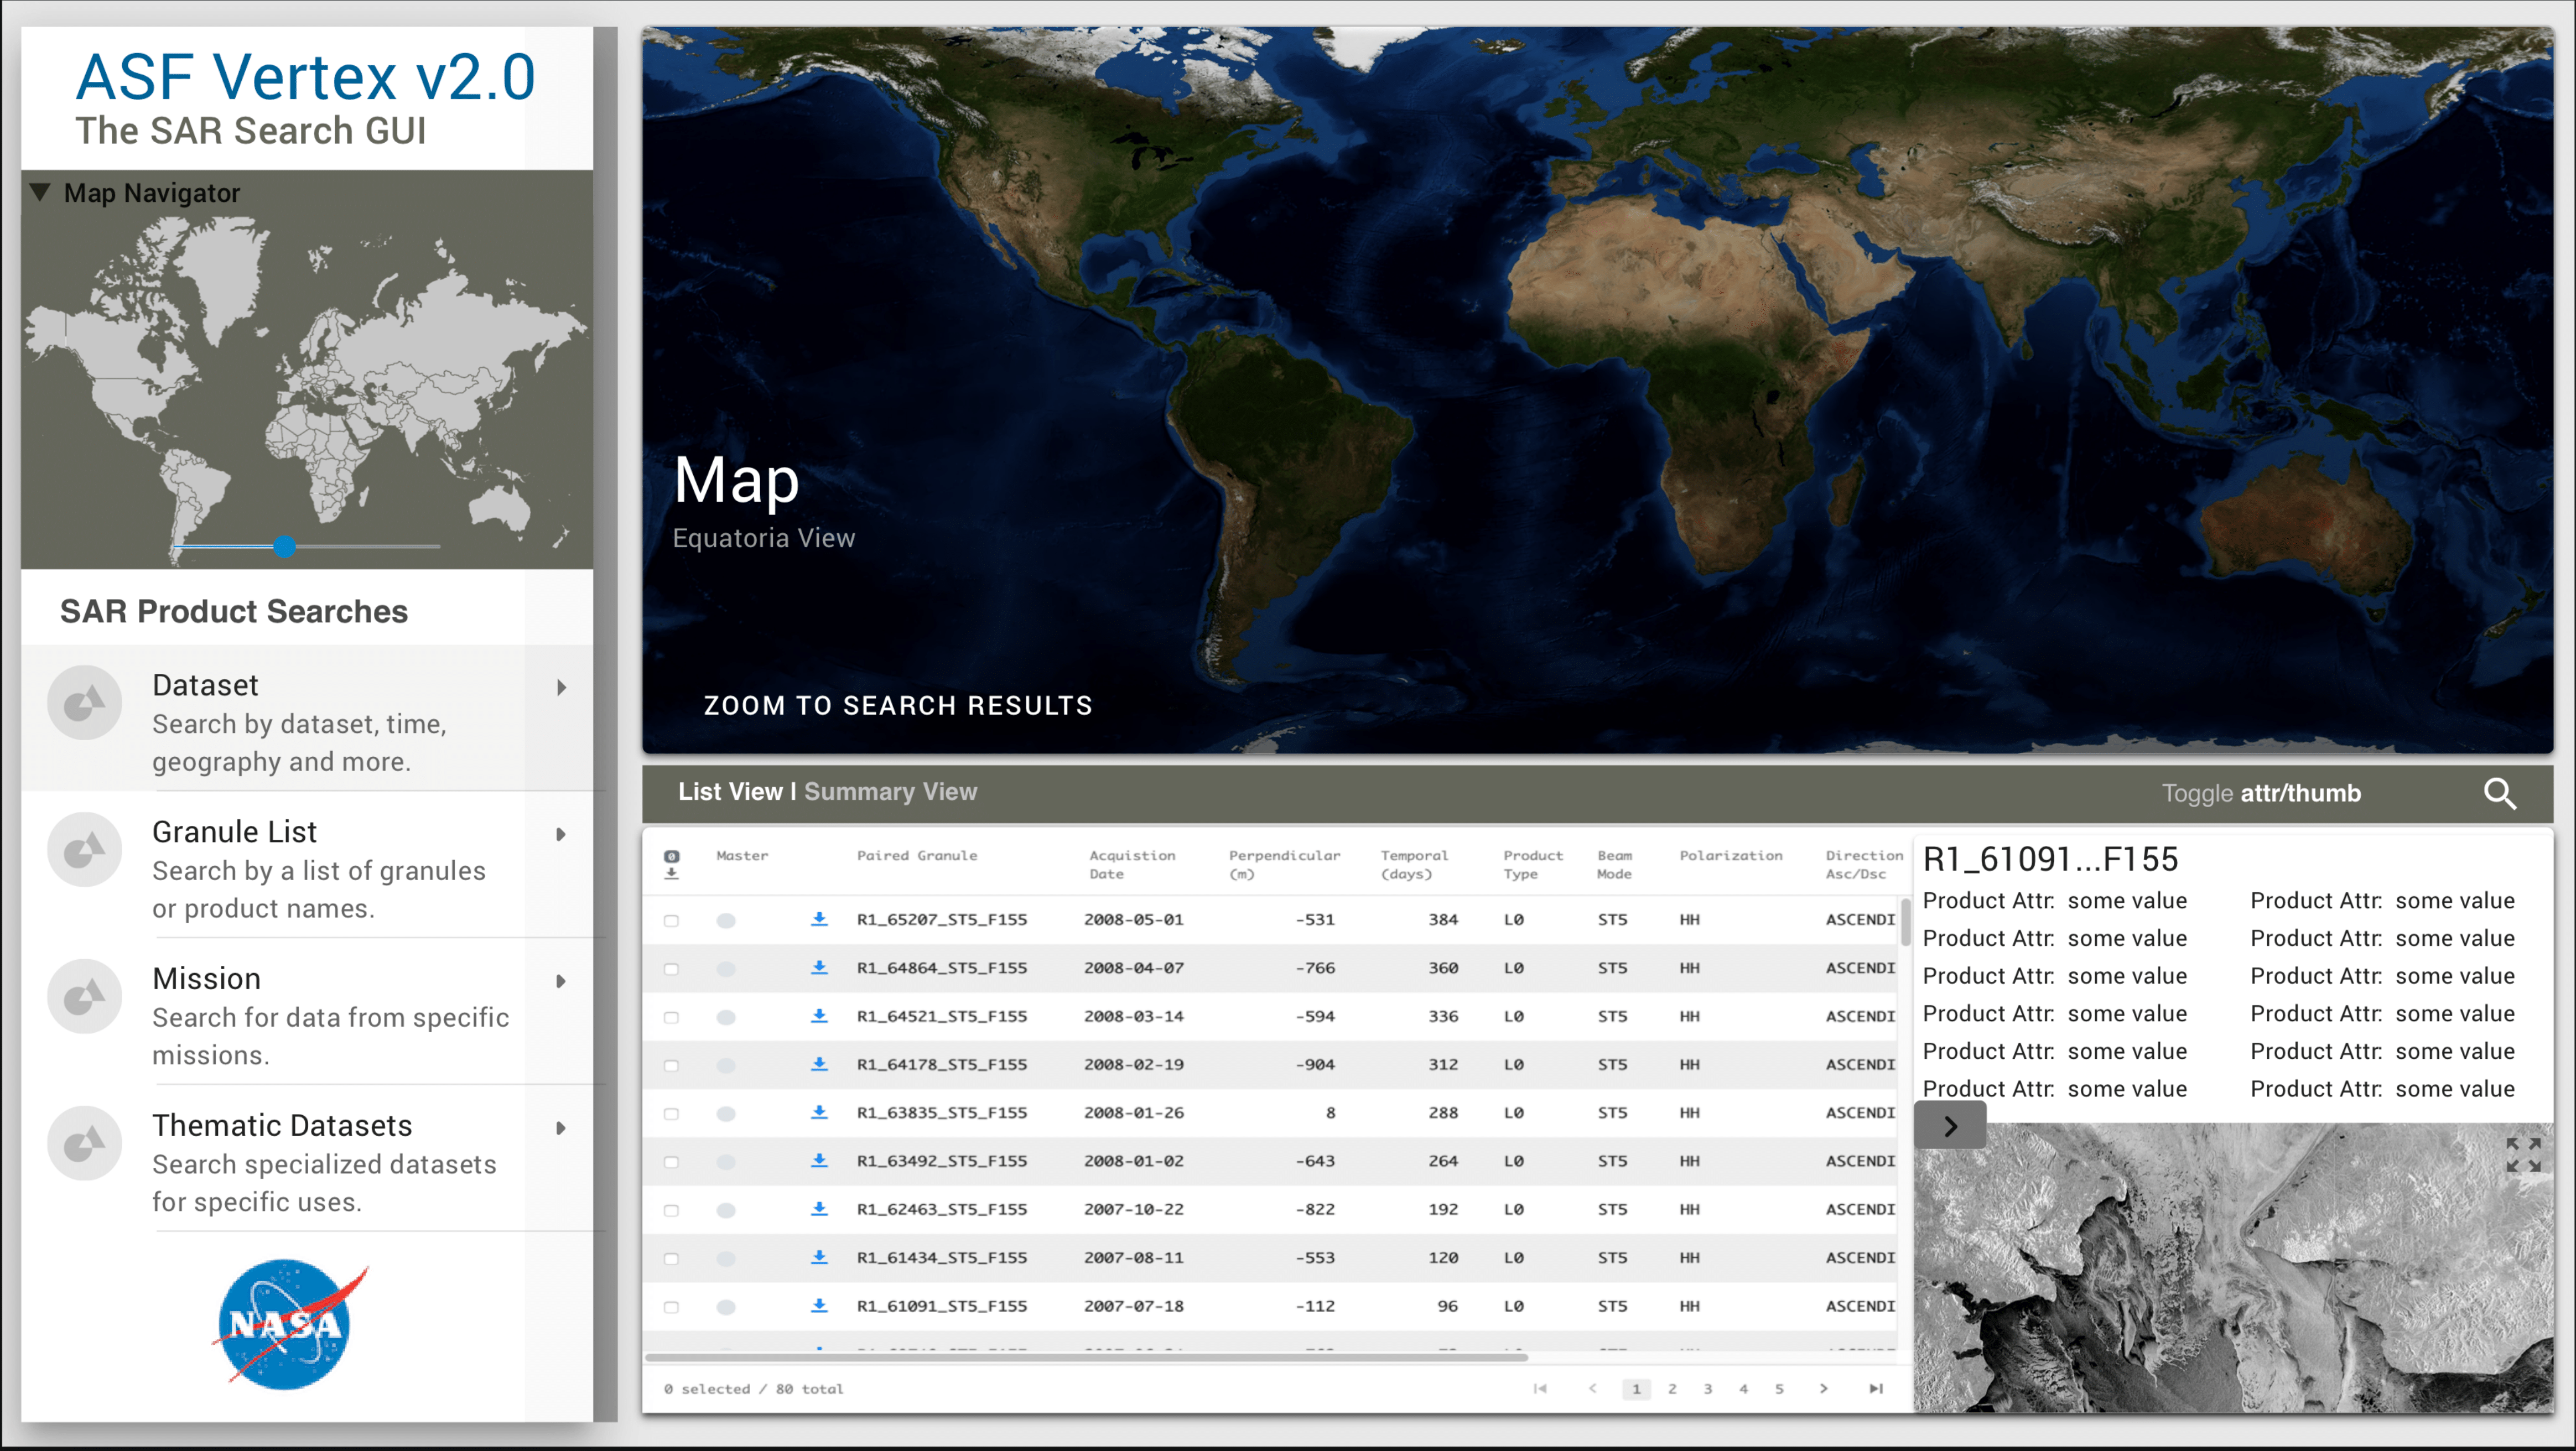 ASF Vertex v2.0
The SAR Search GUI
Map Navigator
SAR Product Searches
Dataset
Search by dataset, time,
geography and more.
Granule List
Search by a list of granules
or product names.
Mission
Search for data from specific
missions.
Thematic Datasets
Search specialized datasets
for specific uses.
NASA
Map
Equatoria View
ZOOM TO SEARCH RESULTS
List View | Summary View Toggle attr/thumb
0 Master Paired Granule Acquistion Perpendicular Temporal Product Beam Polarization Direction
Date (m) (days) Type Mode Asc/Dsc
R1_65207_ST5_F155 2008-05-01 -531 384 L0 ST5 HH ASCENDI
R1_64864_ST5_F155 2008-04-07 -766 360 L0 ST5 HH ASCENDI
R1_64521_ST5_F155 2008-03-14 -594 336 L0 ST5 HH ASCENDI
R1_64178_ST5_F155 2008-02-19 -904 312 L0 ST5 HH ASCENDI
R1_63835_ST5_F155 2008-01-26 8 288 L0 ST5 HH ASCENDI
R1_63492_ST5_F155 2008-01-02 -643 264 L0 ST5 HH ASCENDI
R1_62463_ST5_F155 2007-10-22 -822 192 L0 ST5 HH ASCENDI
R1_61434_ST5_F155 2007-08-11 -553 120 L0 ST5 HH ASCENDI
R1_61091_ST5_F155 2007-07-18 -112 96 L0 ST5 HH ASCENDI
0 selected / 80 total 1 2 3 4 5
R1_61091...F155
Product Attr: some value Product Attr: some value
Product Attr: some value Product Attr: some value
Product Attr: some value Product Attr: some value
Product Attr: some value Product Attr: some value
Product Attr: some value Product Attr: some value
Product Attr: some value Product Attr: some value